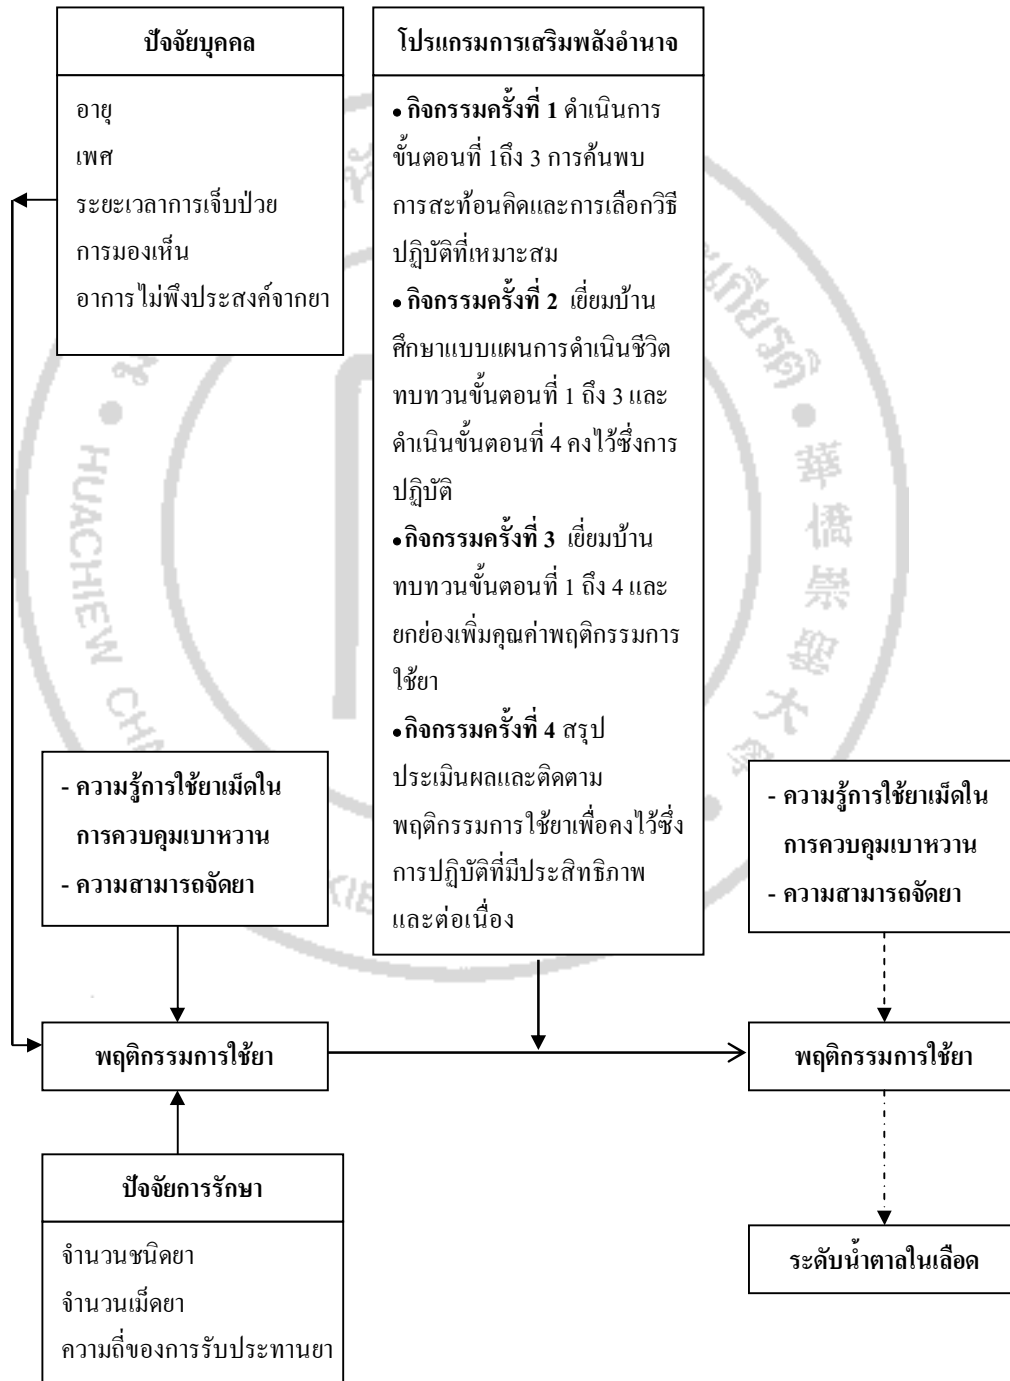 ปัจจัยบุคคล
อายุ
เพศ
ระยะเวลาการเจ็บป่วย
การมองเห็น
อาการไม่พึงประสงค์จากยา
โปรแกรมการเสริมพลังอำนาจ
• กิจกรรมครั้งที่ 1 ดำเนินการ
ขั้นตอนที่ 1ถึง 3 การค้นพบ
การสะท้อนคิดและการเลือกวิธี
ปฏิบัติที่เหมาะสม
• กิจกรรมครั้งที่ 2 เยี่ยมบ้าน
ศึกษาแบบแผนการดำเนินชีวิต
ทบทวนขั้นตอนที่ 1 ถึง 3 และ
ดำเนินขั้นตอนที่ 4 คงไว้ซึ่งการ
ปฏิบัติ
• กิจกรรมครั้งที่ 3 เยี่ยมบ้าน
ทบทวนขั้นตอนที่ 1 ถึง 4 และ
ยกย่องเพิ่มคุณค่าพฤติกรรมการ
ใช้ยา
• กิจกรรมครั้งที่ 4 สรุป
ประเมินผลและติดตาม
พฤติกรรมการใช้ยาเพื่อคงไว้ซึ่ง
การปฏิบัติที่มีประสิทธิภาพ
และต่อเนื่อง
- ความรู้การใช้ยาเม็ดใน
การควบคุมเบาหวาน
- ความสามารถจัดยา
- ความรู้การใช้ยาเม็ดใน
การควบคุมเบาหวาน
- ความสามารถจัดยา
พฤติกรรมการใช้ยา
พฤติกรรมการใช้ยา
ปัจจัยการรักษา
จำนวนชนิดยา
จำนวนเม็ดยา
ความถี่ของการรับประทานยา
ระดับน้ำตาลในเลือด
HUACHIEW
華僑崇聖大學